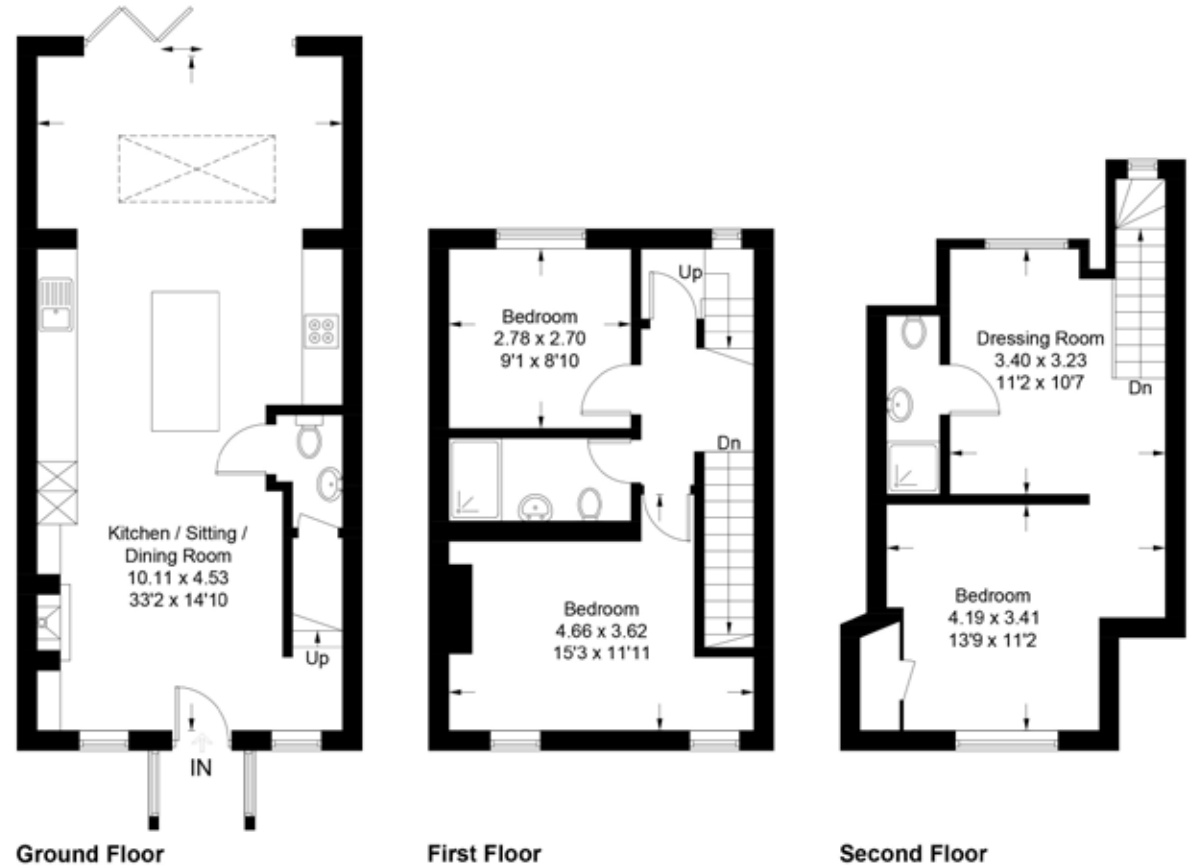 Kitchen / Sitting /
Dining Room
10.11 x 4.53
33'2 x 14'10
Up
IN
Ground Floor
Bedroom
2.78 x 2.70
9'1 x 8'10
Up
Dn
Bedroom
4.66 x 3.62
15'3 x 11'11
First Floor
Dressing Room
3.40 x 3.23
11'2 x 10'7
Dn
Bedroom
4.19 x 3.41
13'9 x 11'2
Second Floor